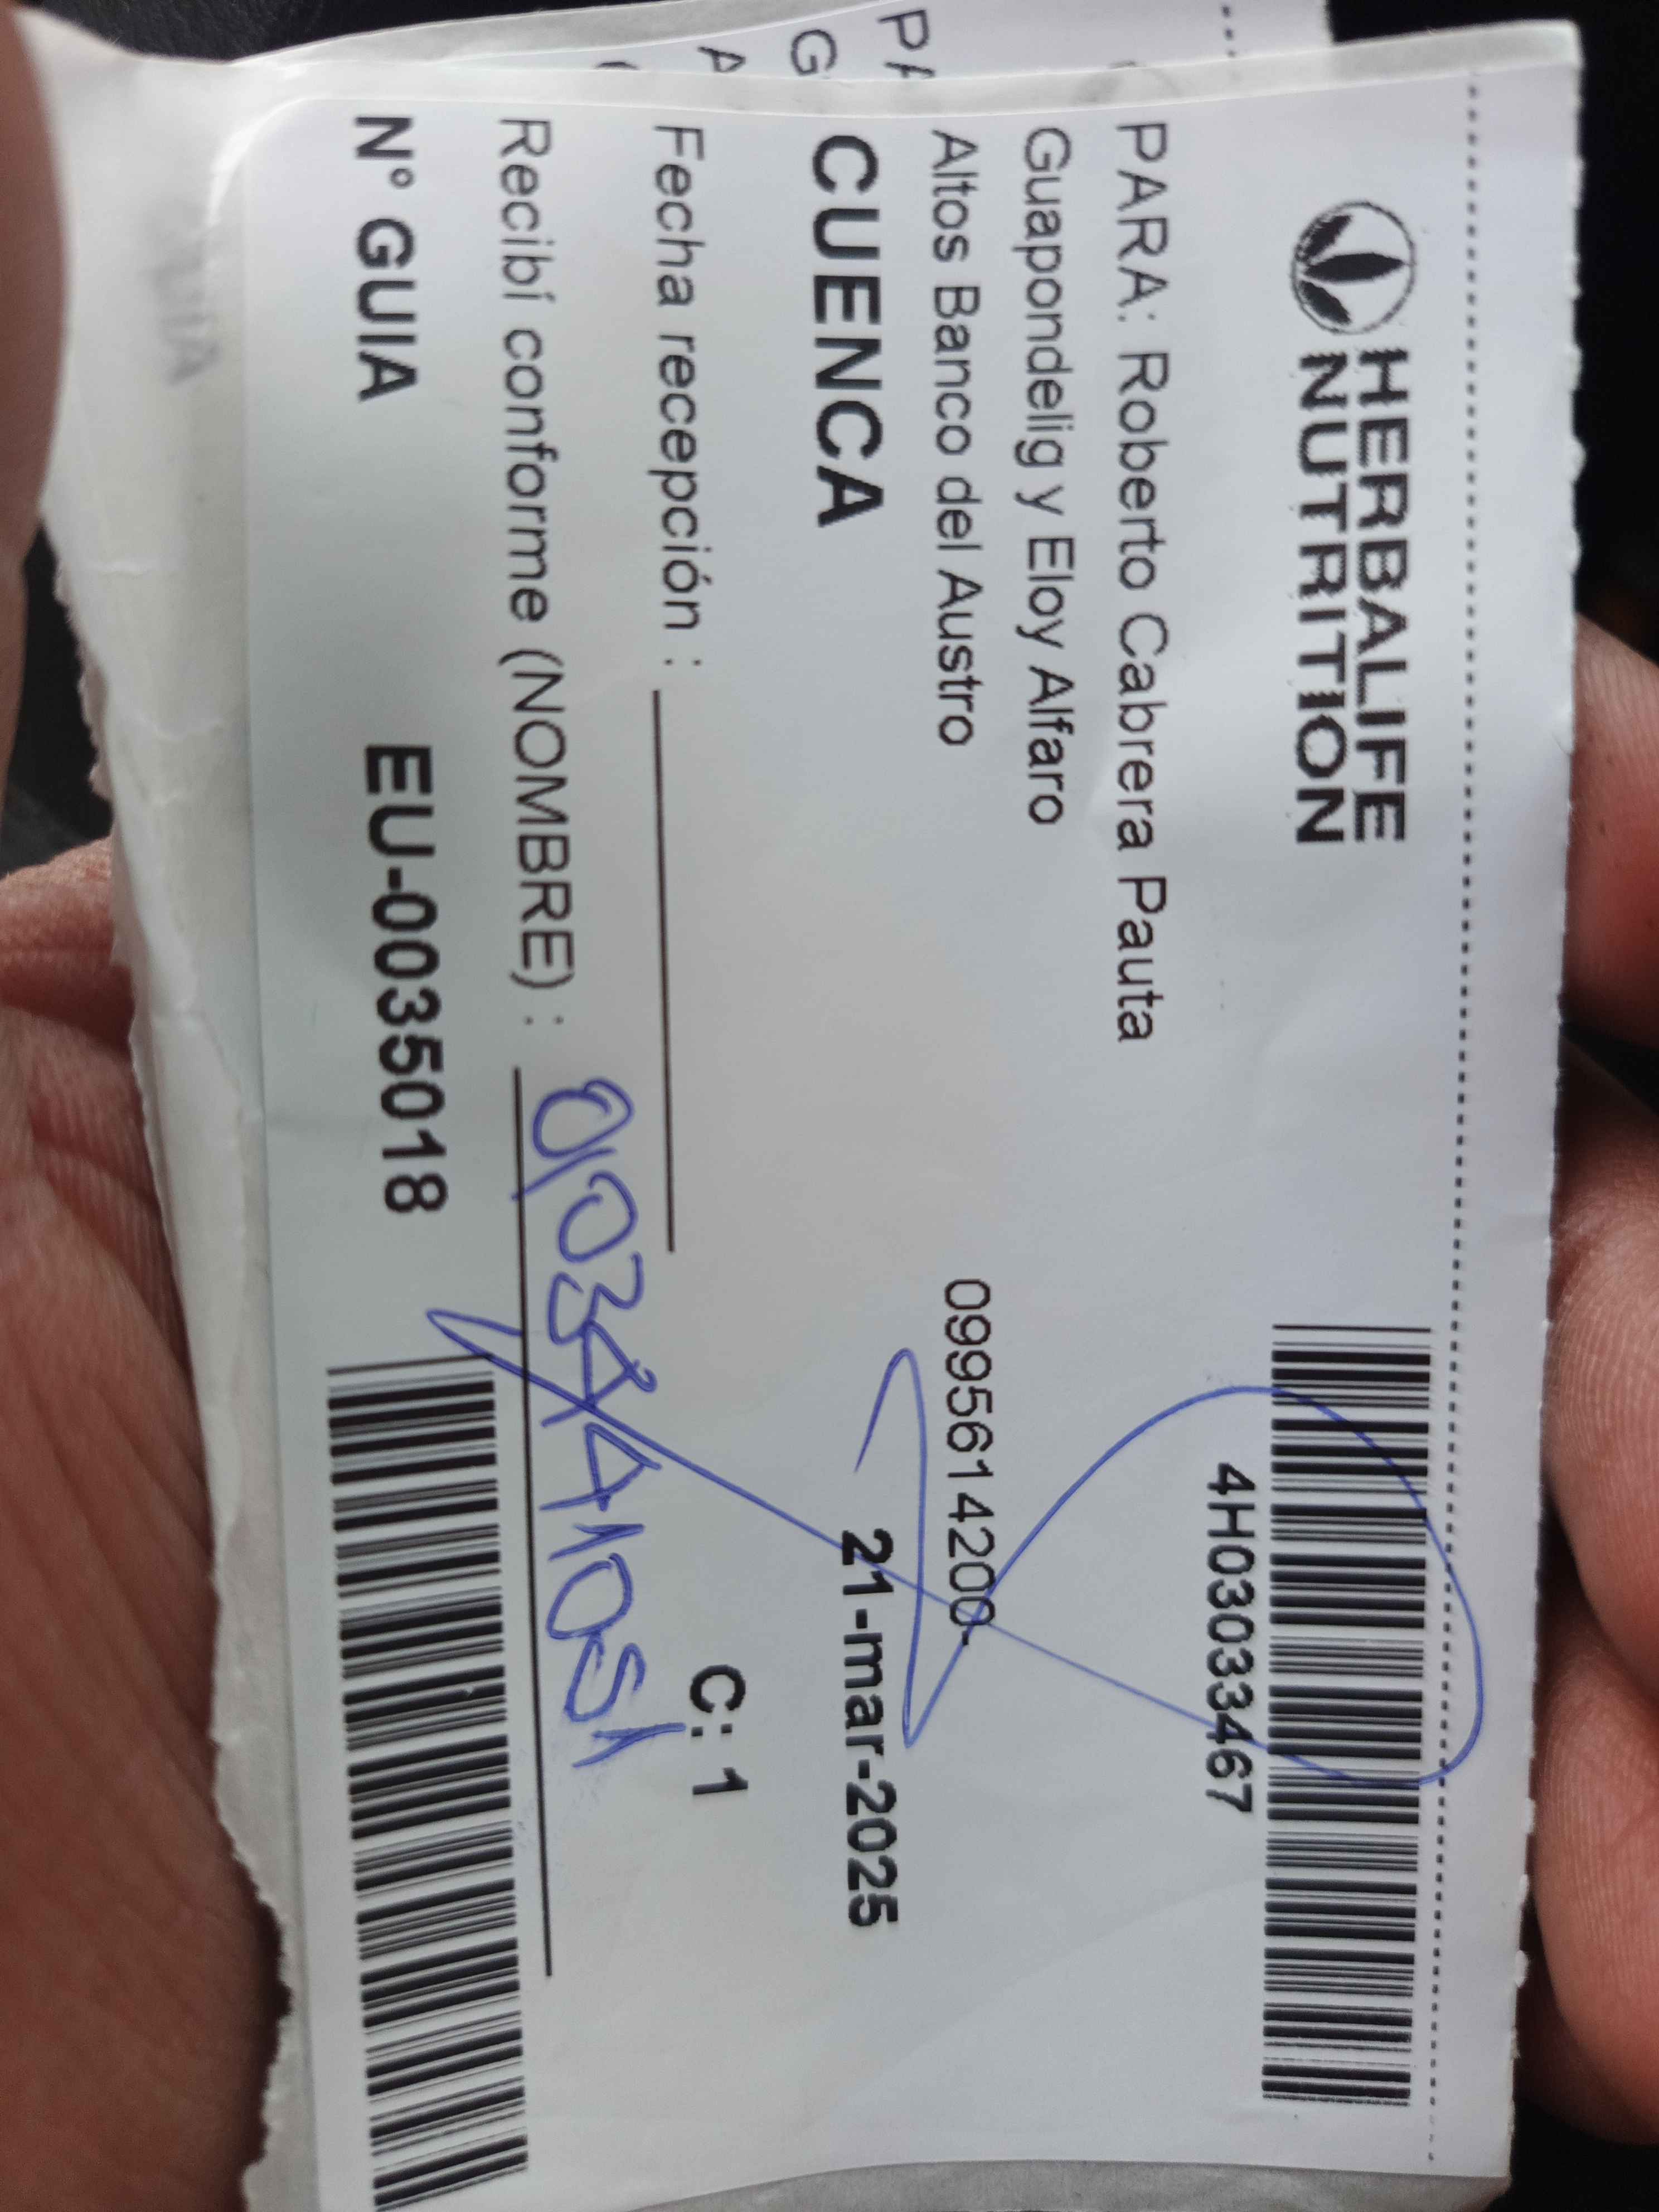 HERBALIFE
NUTRITION
4H03033467
PARA: Roberto Cabrera Pauta
Guapondelig y Eloy Alfaro
Altos Banco del Austro
0995614200-
CUENCA
21-mar-2025
C: 1
Fecha recepción :
Recibí conforme (NOMBRE) :
N° GUIA
EU-0035018